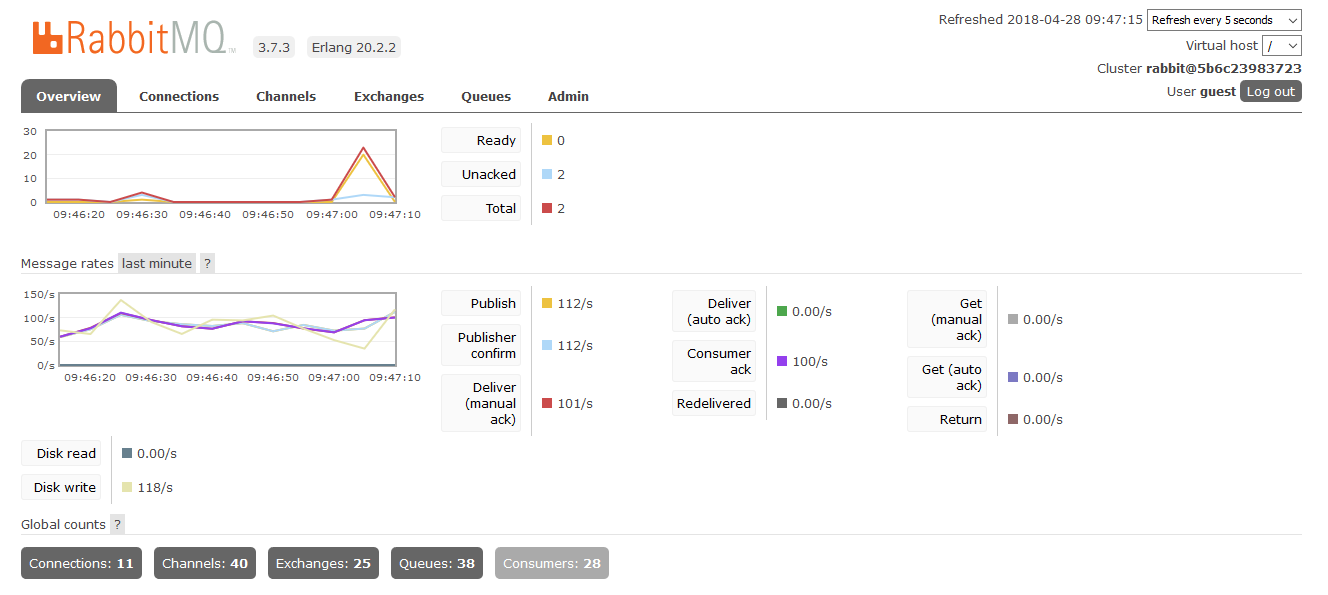 Refreshed 2018-04-28 09:47:15 Refresh every 5 seconds
RabbitMQ TM 3.7.3 Erlang 20.2.2
Virtual host /
Cluster rabbit@5b6c23983723
User guest Log out
Overview Connections Channels Exchanges Queues Admin
30
20
10
0
09:46:20 09:46:30 09:46:40 09:46:50 09:47:00 09:47:10
Ready 0
Unacked 2
Total 2
Message rates last minute ?
150/s
100/s
50/s
0/s
09:46:20 09:46:30 09:46:40 09:46:50 09:47:00 09:47:10
Publish 112/s
Publisher
confirm 112/s
Deliver
(manual
ack) 101/s
Deliver
(auto ack) 0.00/s
Consumer
ack 100/s
Redelivered 0.00/s
Get
(manual
ack) 0.00/s
Get (auto
ack) 0.00/s
Return 0.00/s
Disk read 0.00/s
Disk write 118/s
Global counts ?
Connections: 11 Channels: 40 Exchanges: 25 Queues: 38 Consumers: 28